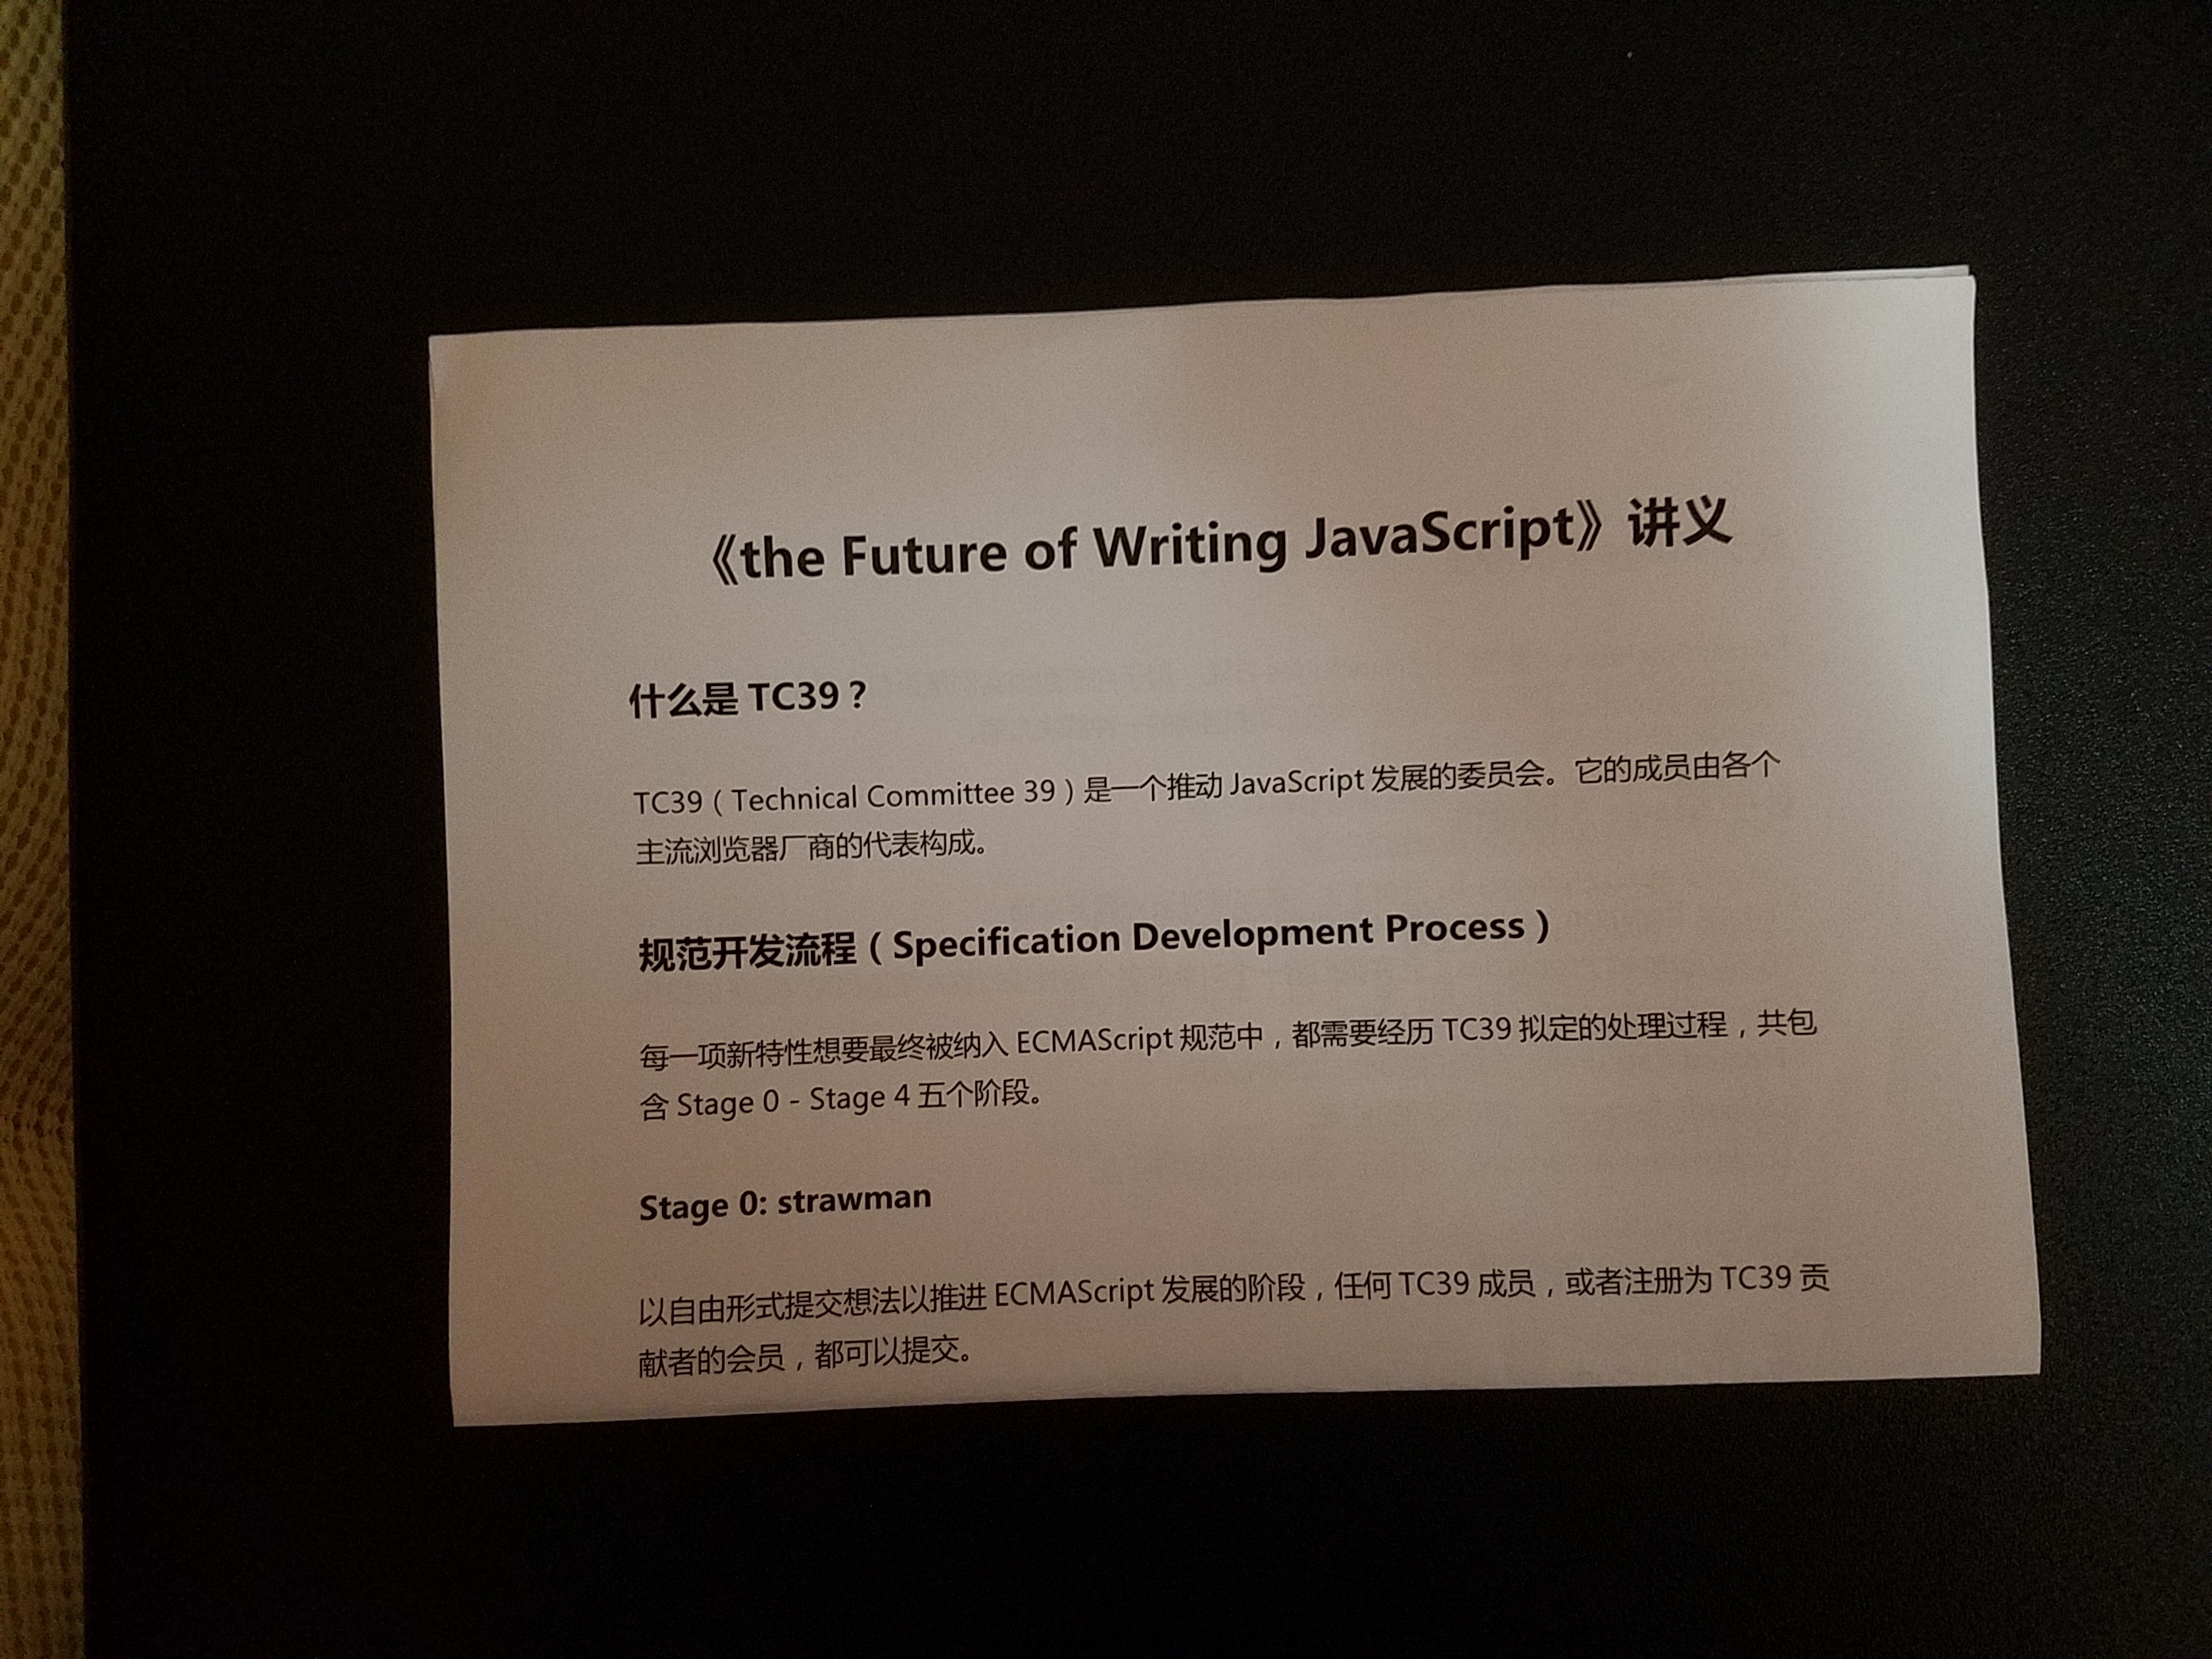 《the Future of Writing JavaScript》讲义
什么是 TC39？
TC39（Technical Committee 39）是一个推动 JavaScript 发展的委员会。它的成员由各个
主流浏览器厂商的代表构成。
规范开发流程（Specification Development Process）
每一项新特性想要最终被纳入 ECMAScript 规范中，都需要经历 TC39 拟定的处理过程，共包
含 Stage 0 - Stage 4 五个阶段。
Stage 0: strawman
以自由形式提交想法以推进 ECMAScript 发展的阶段，任何 TC39 成员，或者注册为 TC39 贡
献者的会员，都可以提交。